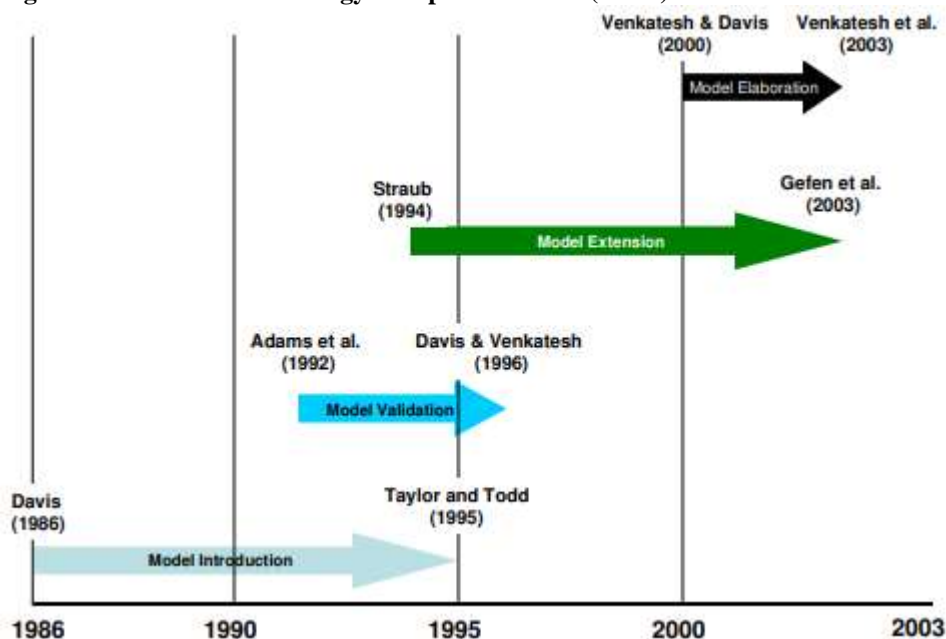 Venkatesh & Davis
(2000)
Venkatesh et al.
(2003)
Model Elaboration
Straub
(1994)
Gefen et al.
(2003)
Model Extension
Adams et al.
(1992)
Davis & Venkatesh
(1996)
Model Validation
Davis
(1986)
Taylor and Todd
(1995)
Model Introduction
1986 1990 1995 2000 2003